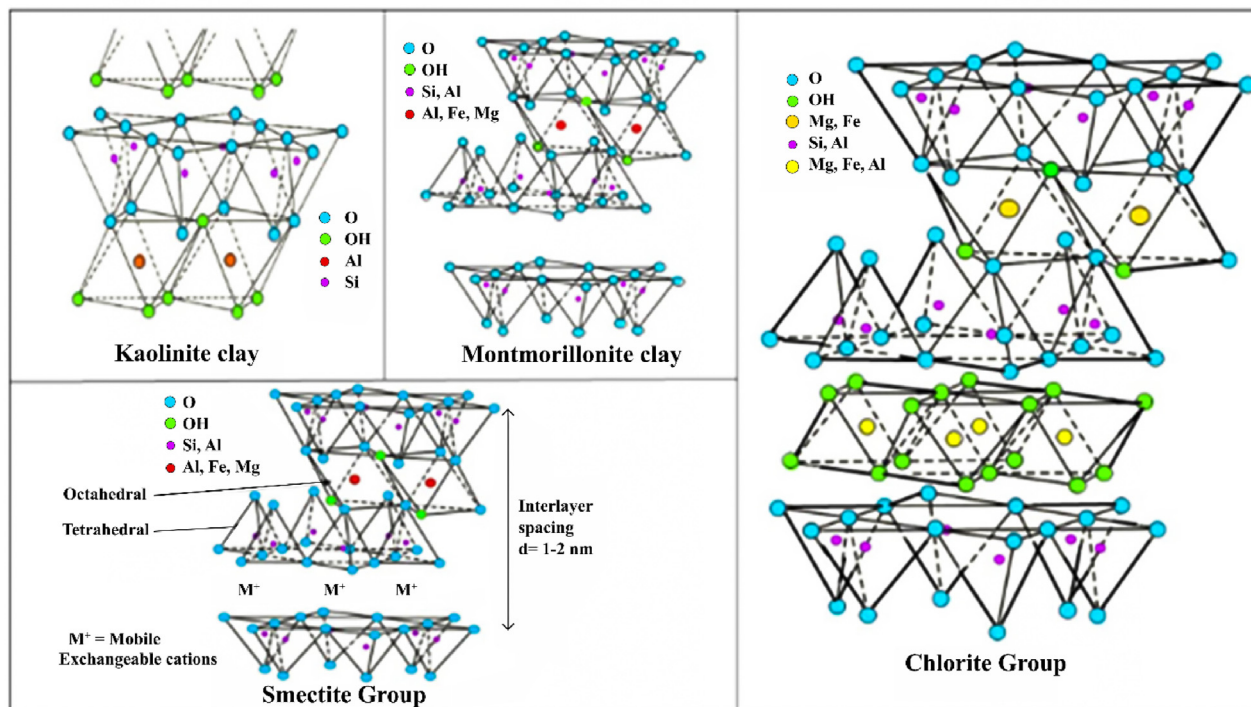 O
OH
Al
Si
Kaolinite clay
O
OH
Si, Al
Al, Fe, Mg
Montmorillonite clay
O
OH
Si, Al
Al, Fe, Mg
Octahedral
Tetrahedral
Interlayer
spacing
d= 1-2 nm
M⁺ M⁺ M⁺
M⁺ = Mobile
Exchangeable cations
Smectite Group
O
OH
Mg, Fe
Si, Al
Mg, Fe, Al
Chlorite Group